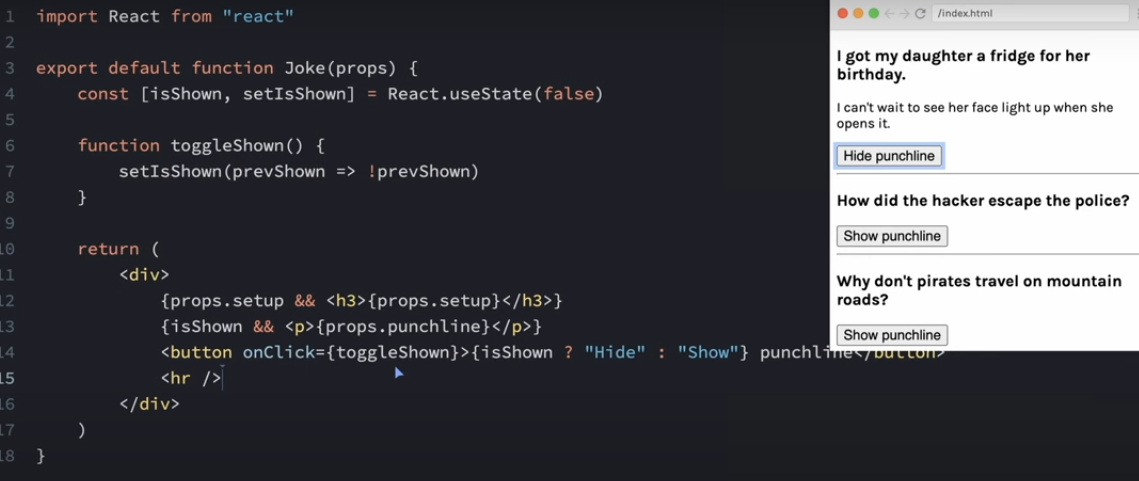 1 import React from "react"
2
3 export default function Joke(props) {
4     const [isShown, setIsShown] = React.useState(false)
5
6     function toggleShown() {
7         setIsShown(prevShown => !prevShown)
8     }
9
10     return (
11         <div>
12             {props.setup && <h3>{props.setup}</h3>}
13             {isShown && <p>{props.punchline}</p>}
14             <button onClick={toggleShown}>{isShown ? "Hide" : "Show"} punchline</button>
15             <hr />
16         </div>
17     )
18 }
/index.html
I got my daughter a fridge for her
birthday.
I can't wait to see her face light up when she
opens it.
Hide punchline
How did the hacker escape the police?
Show punchline
Why don't pirates travel on mountain
roads?
Show punchline